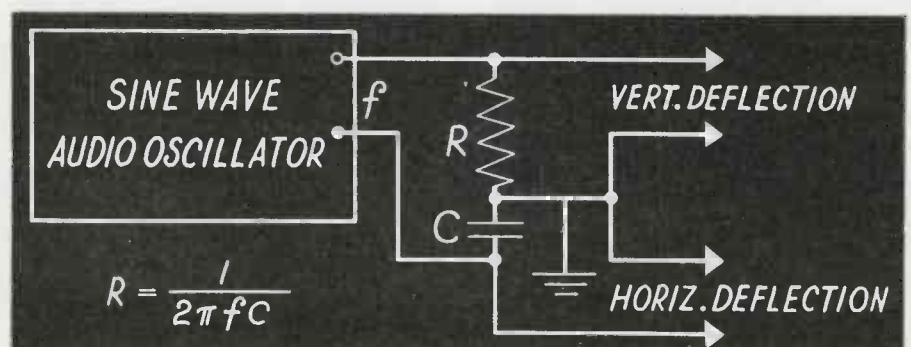 SINE WAVE
AUDIO OSCILLATOR
f
R
C
VERT. DEFLECTION
HORIZ. DEFLECTION
R = 1 / 2πfC